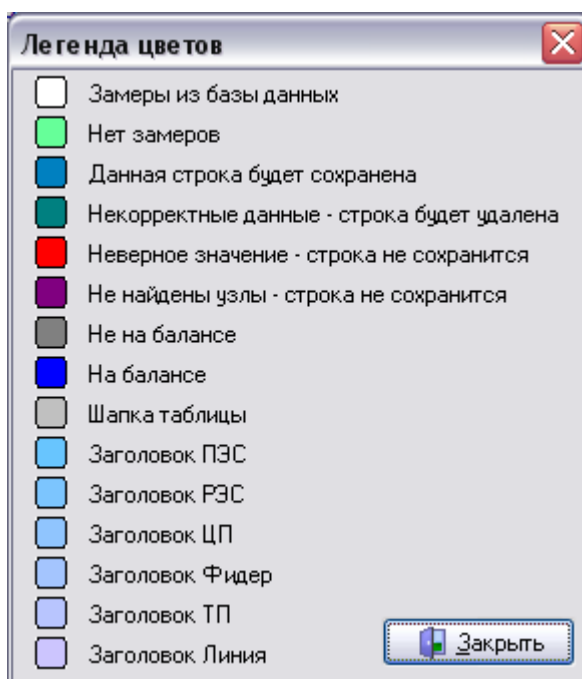 Легенда цветов
Замеры из базы данных
Нет замеров
Данная строка будет сохранена
Некорректные данные - строка будет удалена
Неверное значение - строка не сохранится
Не найдены узлы - строка не сохранится
Не на балансе
На балансе
Шапка таблицы
Заголовок ПЭС
Заголовок РЭС
Заголовок ЦП
Заголовок Фидер
Заголовок ТП
Заголовок Линия
Закрыть